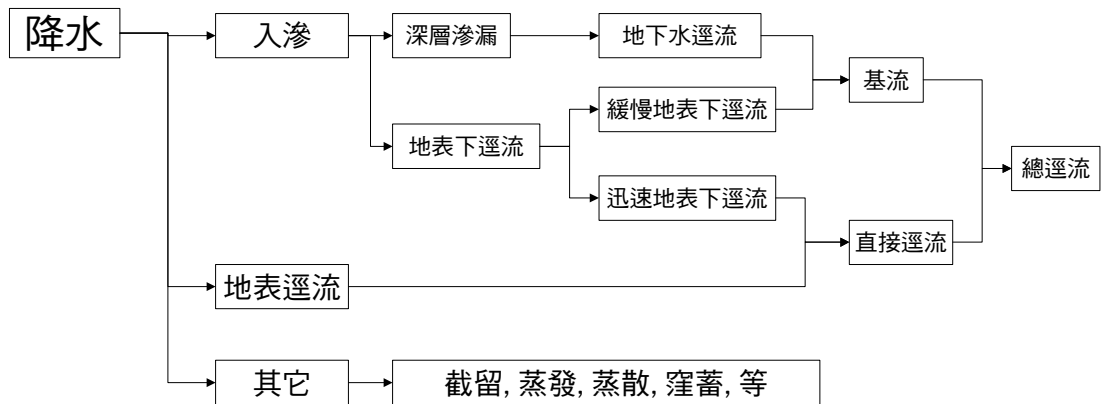 降水
入滲
深層滲漏
地下水逕流
緩慢地表下逕流
基流
地表下逕流
總逕流
迅速地表下逕流
直接逕流
地表逕流
其它
截留, 蒸發, 蒸散, 窪蓄, 等